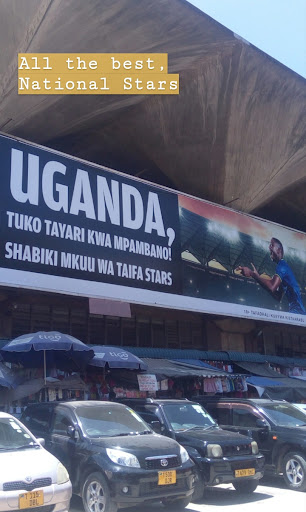 All the best,
National Stars
UGANDA,
TUKO TAYARI KWA MPAMBANO!
SHABIKI MKUU WA TAIFA STARS